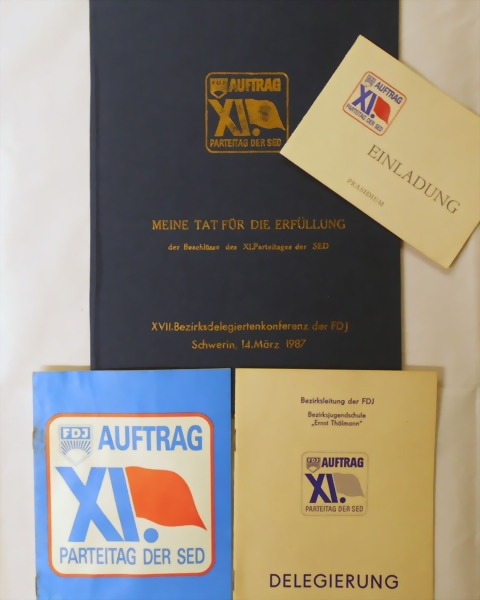 FDJ AUFTRAG
XI.
PARTEITAG DER SED
MEINE TAT FÜR DIE ERFÜLLUNG
der Beschlüsse des XI.Parteitages der SED
XVII.Bezirksdelegiertenkonferenz der FDJ
Schwerin, 14.März 1987
FDJ AUFTRAG
XI.
PARTEITAG DER SED
EINLADUNG
PRÄSIDIUM
FDJ AUFTRAG
XI.
PARTEITAG DER SED
Bezirksleitung der FDJ
Bezirksjugendschule
„Ernst Thälmann"
FDJ AUFTRAG
XI.
PARTEITAG DER SED
DELEGIERUNG